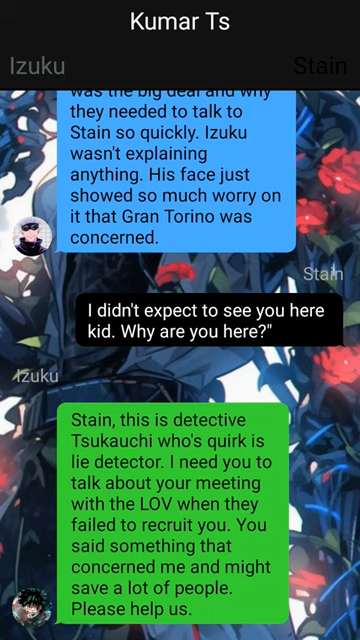 Kumar Ts
Izuku
Stain
was the big deal and why
they needed to talk to
Stain so quickly. Izuku
wasn't explaining
anything. His face just
showed so much worry on
it that Gran Torino was
concerned.
Stain
I didn't expect to see you here
kid. Why are you here?"
Izuku
Stain, this is detective
Tsukauchi who's quirk is
lie detector. I need you to
talk about your meeting
with the LOV when they
failed to recruit you. You
said something that
concerned me and might
save a lot of people.
Please help us.